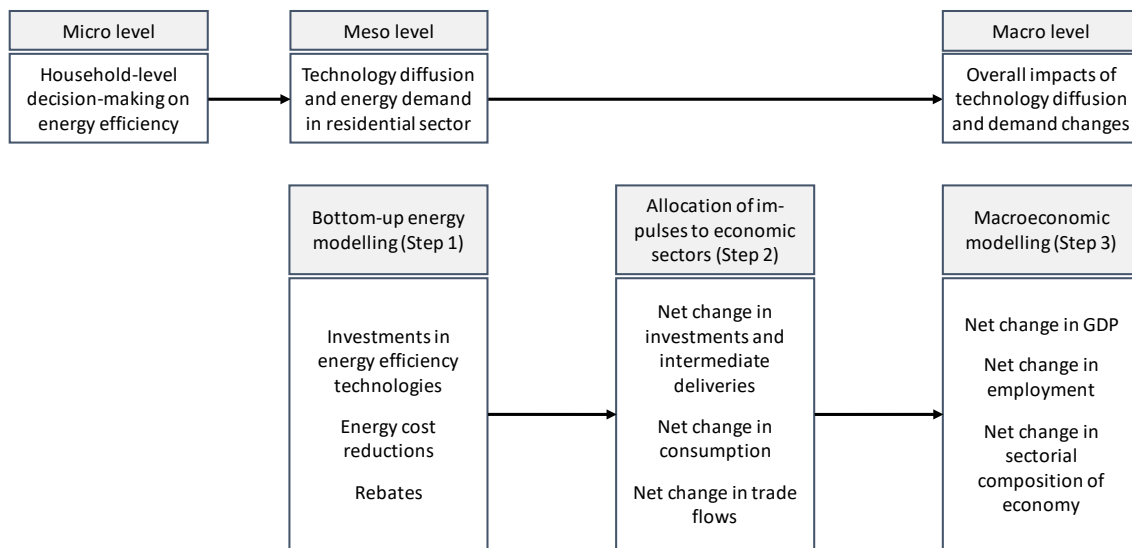 Micro level
Household-level
decision-making on
energy efficiency
Meso level
Technology diffusion
and energy demand
in residential sector
Macro level
Overall impacts of
technology diffusion
and demand changes
Bottom-up energy
modelling (Step 1)
Investments in
energy efficiency
technologies
Energy cost
reductions
Rebates
Allocation of im-
pulses to economic
sectors (Step 2)
Net change in
investments and
intermediate
deliveries
Net change in
consumption
Net change in trade
flows
Macroeconomic
modelling (Step 3)
Net change in GDP
Net change in
employment
Net change in
sectorial
composition of
economy